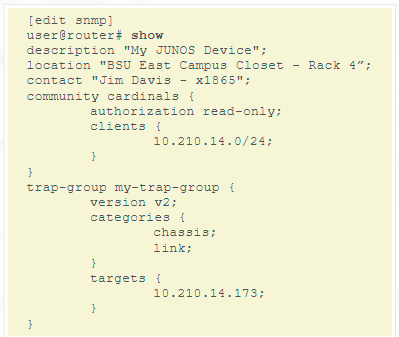 [edit snmp]
user@router# show
description "My JUNOS Device";
location "BSU East Campus Closet – Rack 4”;
contact "Jim Davis – x1865";
community cardinals {
authorization read-only;
clients {
10.210.14.0/24;
}
}
trap-group my-trap-group {
version v2;
categories {
chassis;
link;
}
targets {
10.210.14.173;
}
}